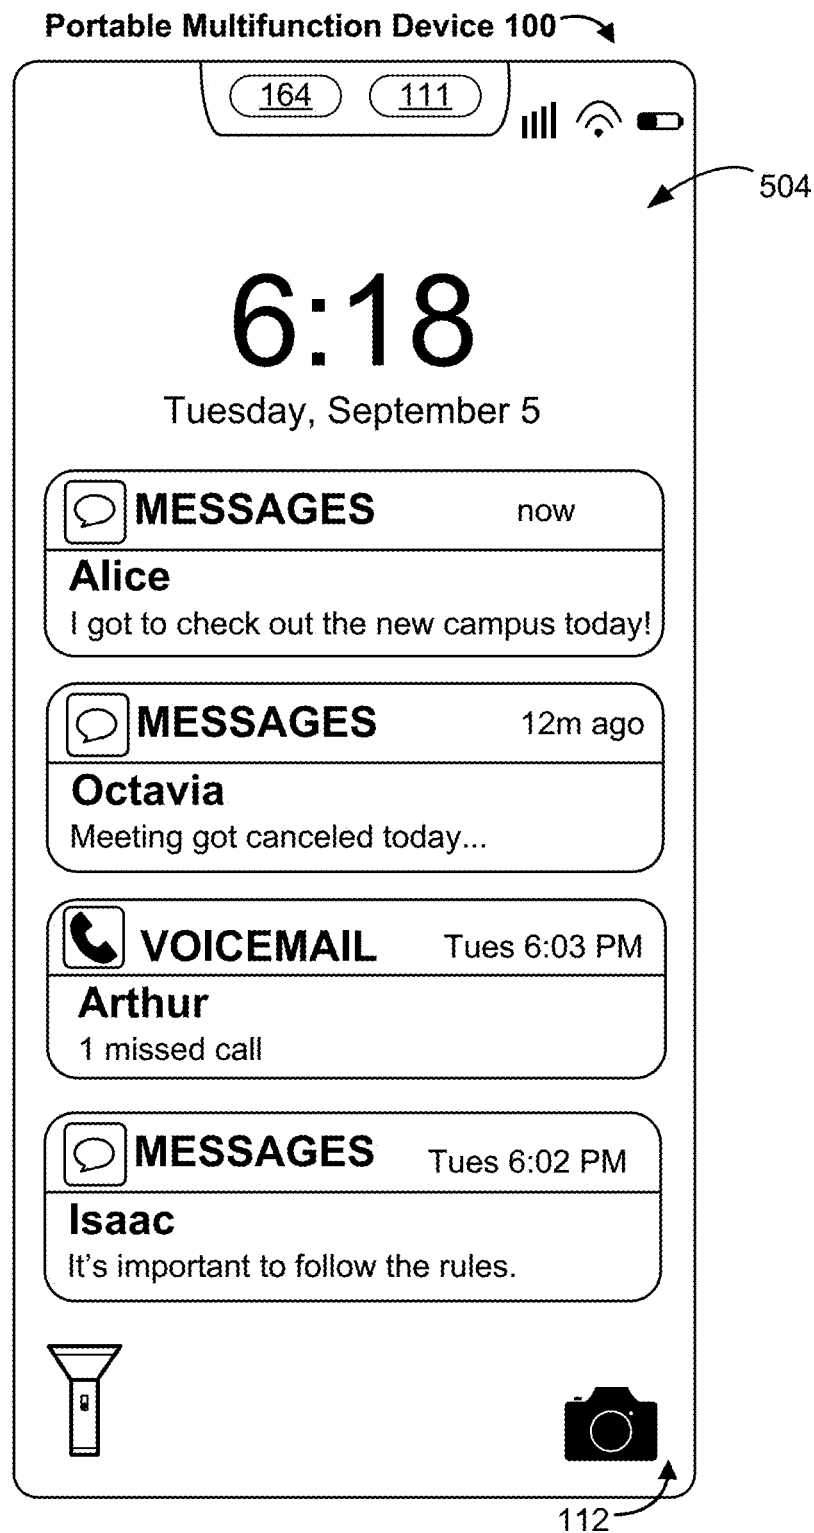 Portable Multifunction Device 100
164 111
504
6:18
Tuesday, September 5
MESSAGES now
Alice
I got to check out the new campus today!
MESSAGES 12m ago
Octavia
Meeting got canceled today...
VOICEMAIL Tues 6:03 PM
Arthur
1 missed call
MESSAGES Tues 6:02 PM
Isaac
It's important to follow the rules.
112